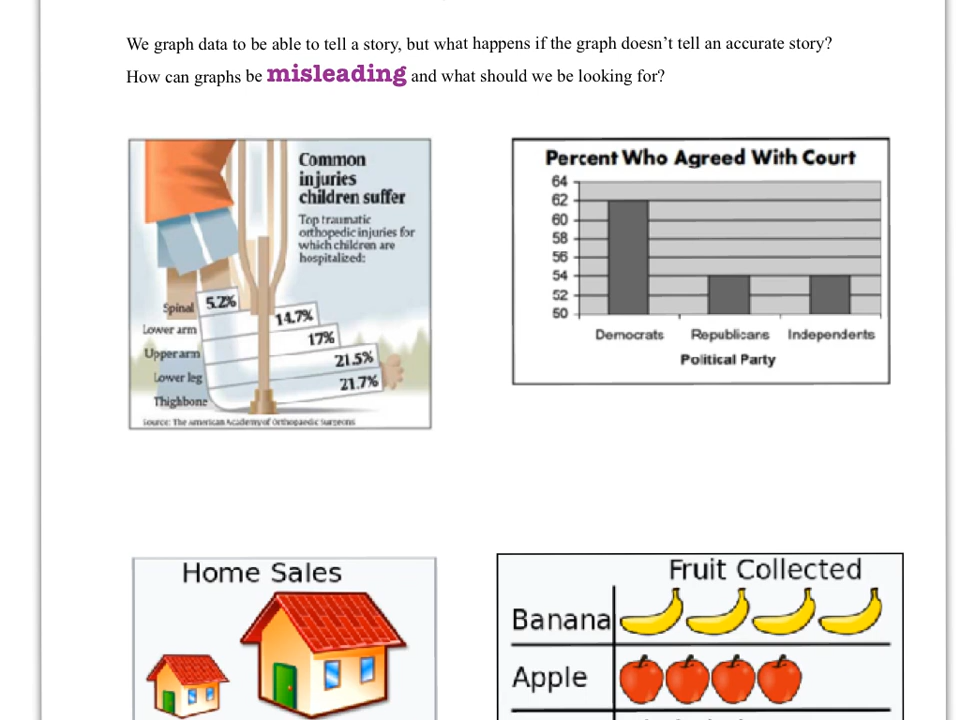 We graph data to be able to tell a story, but what happens if the graph doesn't tell an accurate story?
How can graphs be misleading and what should we be looking for?
Common
injuries
children suffer
Top traumatic
orthopedic injuries for
which children are
hospitalized:
Spinal 5.2%
Lower arm 14.7%
Upper arm 17%
Lower leg 21.5%
Thighbone 21.7%
Source: The American Academy of Orthopaedic Surgeons
Percent Who Agreed With Court
64
62
60
58
56
54
52
50
Democrats Republicans Independents
Political Party
Home Sales
Fruit Collected
Banana
Apple